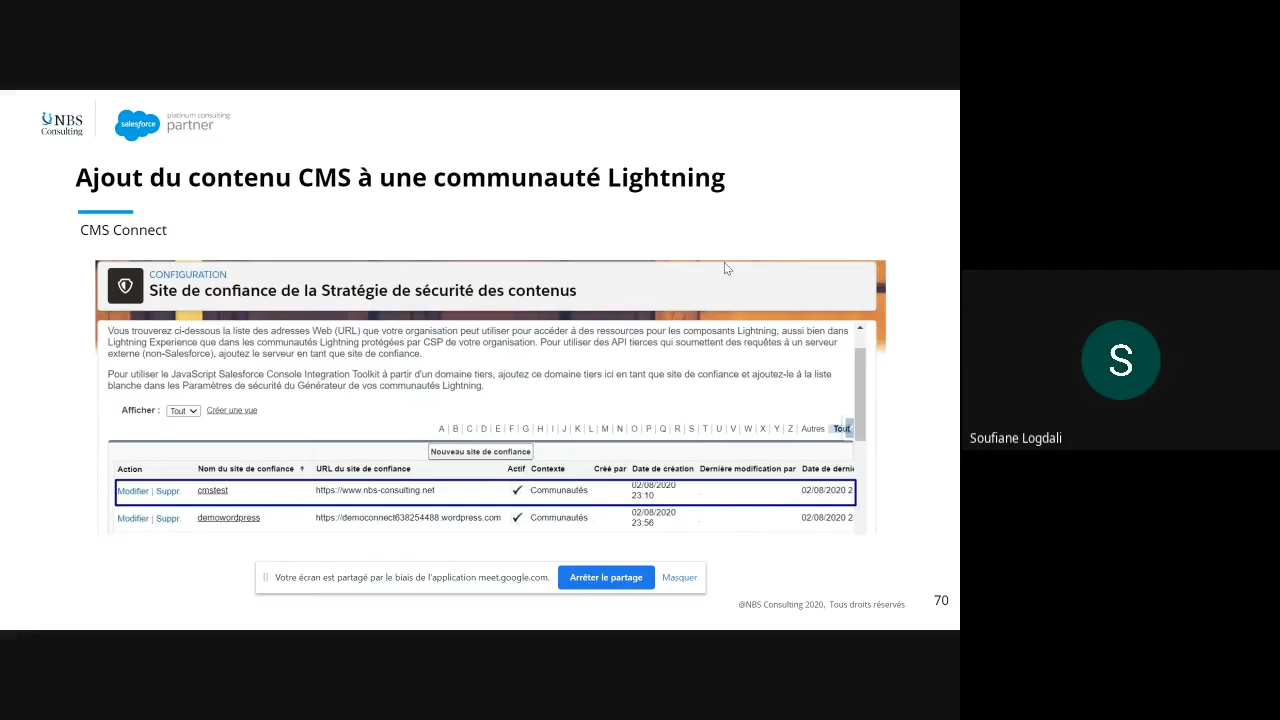 NBS
Consulting
salesforce
platinum consulting
partner
Ajout du contenu CMS à une communauté Lightning
CMS Connect
CONFIGURATION
Site de confiance de la Stratégie de sécurité des contenus
Vous trouverez ci-dessous la liste des adresses Web (URL) que votre organisation peut utiliser pour accéder à des ressources pour les composants Lightning, aussi bien dans
Lightning Experience que dans les communautés Lightning protégées par CSP de votre organisation. Pour utiliser des API tierces qui soumettent des requêtes à un serveur
externe (non-Salesforce), ajoutez le serveur en tant que site de confiance.
Pour utiliser le JavaScript Salesforce Console Integration Toolkit à partir d'un domaine tiers, ajoutez ce domaine tiers ici en tant que site de confiance et ajoutez-le à la liste
blanche dans les Paramètres de sécurité du Générateur de vos communautés Lightning.
Afficher : Tout Créer une vue
A | B | C | D | E | F | G | H | I | J | K | L | M | N | O | P | Q | R | S | T | U | V | W | X | Y | Z | Autres Tout
Nouveau site de confiance
Action Nom du site de confiance ↑ URL du site de confiance Actif Contexte Créé par Date de création Dernière modification par Date de derniè
Modifier | Suppr. cmstest https://www.nbs-consulting.net ✓ Communautés 02/08/2020 23:10 02/08/2020 2
Modifier | Suppr. demowordpress https://democonnect638254488.wordpress.com ✓ Communautés 02/08/2020 23:56 02/08/2020 2
Votre écran est partagé par le biais de l'application meet.google.com. Arrêter le partage Masquer
@NBS Consulting 2020, Tous droits réservés 70
S
Soufiane Logdali